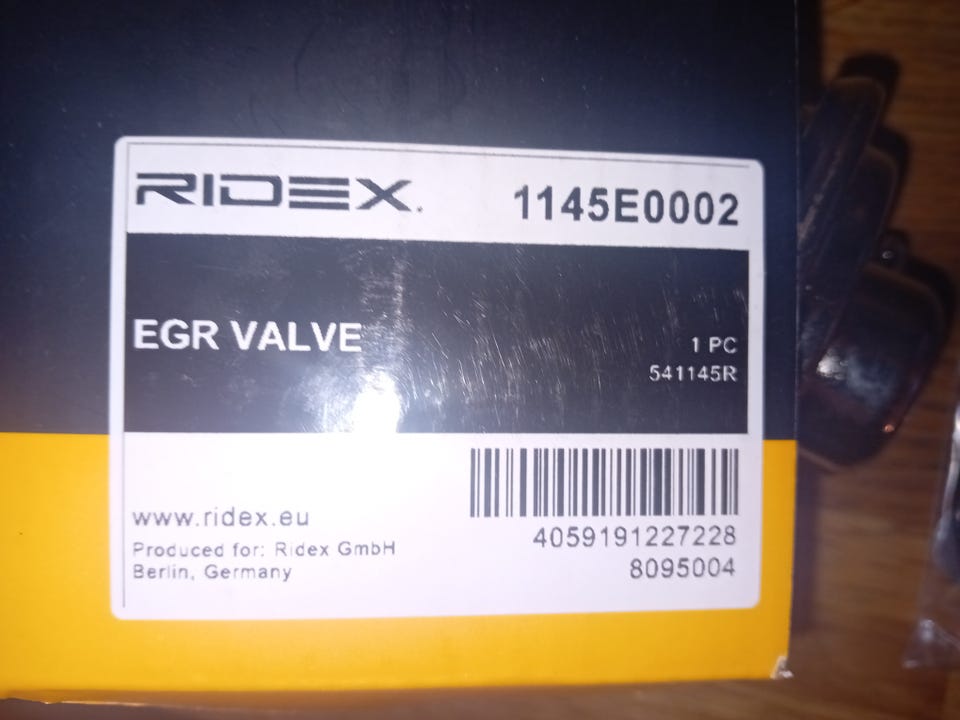 RIDEX.
1145E0002
EGR VALVE
1 PC
541145R
www.ridex.eu
Produced for: Ridex GmbH
Berlin, Germany
4059191227228
8095004